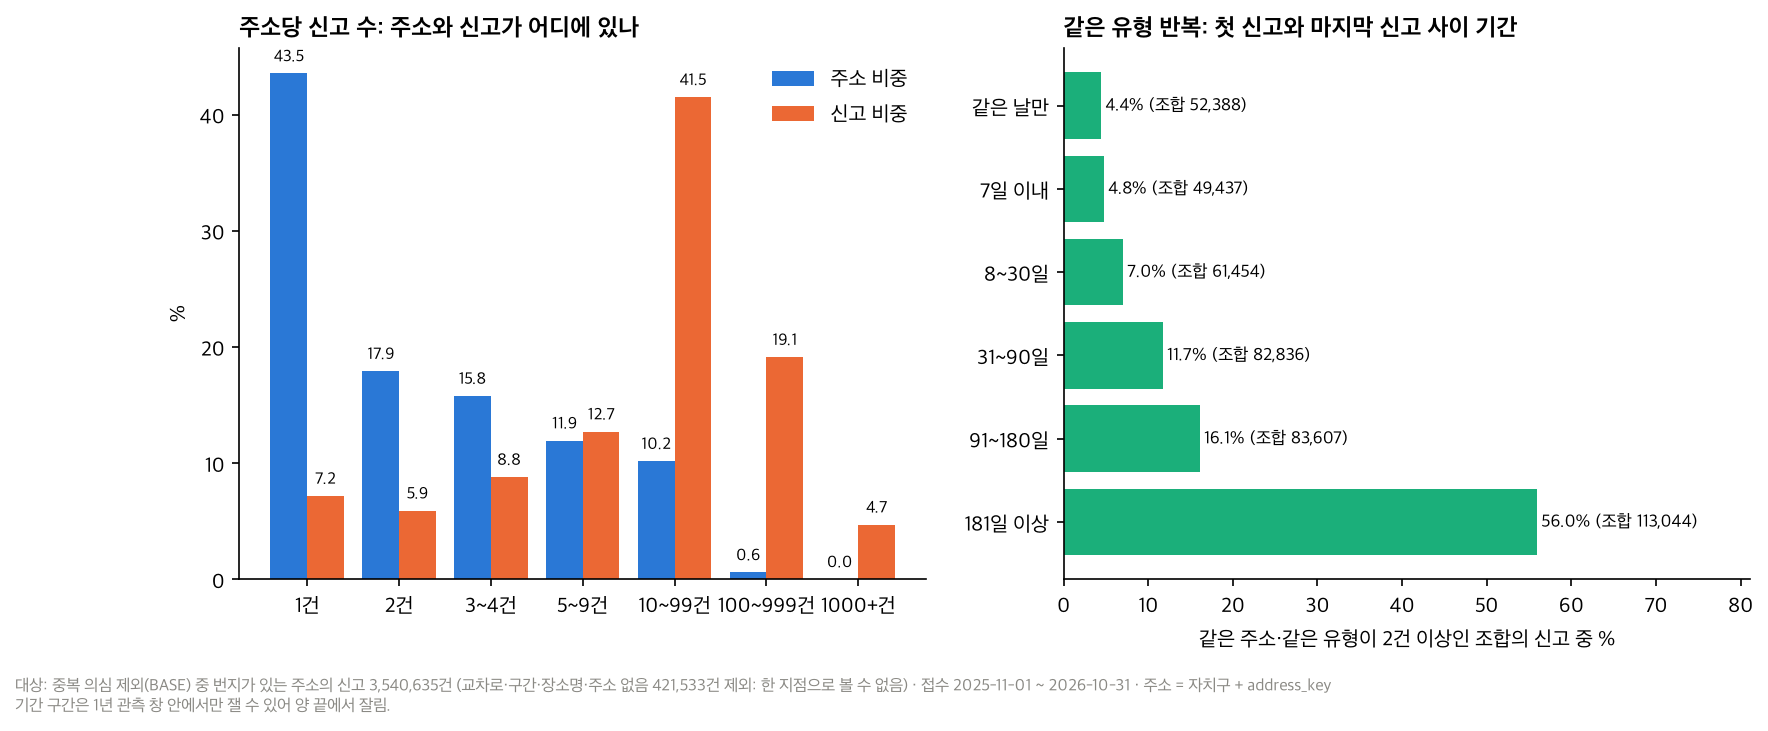 주소당 신고 수: 주소와 신고가 어디에 있나
%
40
30
20
10
0
43.5
7.2
17.9
5.9
15.8
8.8
11.9
12.7
10.2
41.5
0.6
19.1
0.0
4.7
주소 비중
신고 비중
1건
2건
3~4건
5~9건
10~99건
100~999건
1000+건
같은 유형 반복: 첫 신고와 마지막 신고 사이 기간
같은 날만
4.4% (조합 52,388)
7일 이내
4.8% (조합 49,437)
8~30일
7.0% (조합 61,454)
31~90일
11.7% (조합 82,836)
91~180일
16.1% (조합 83,607)
181일 이상
56.0% (조합 113,044)
0 10 20 30 40 50 60 70 80
같은 주소·같은 유형이 2건 이상인 조합의 신고 중 %
대상: 중복 의심 제외(BASE) 중 번지가 있는 주소의 신고 3,540,635건 (교차로·구간·장소명·주소 없음 421,533건 제외: 한 지점으로 볼 수 없음) · 접수 2025-11-01 ~ 2026-10-31 · 주소 = 자치구 + address_key
기간 구간은 1년 관측 창 안에서만 잴 수 있어 양 끝에서 잘림.